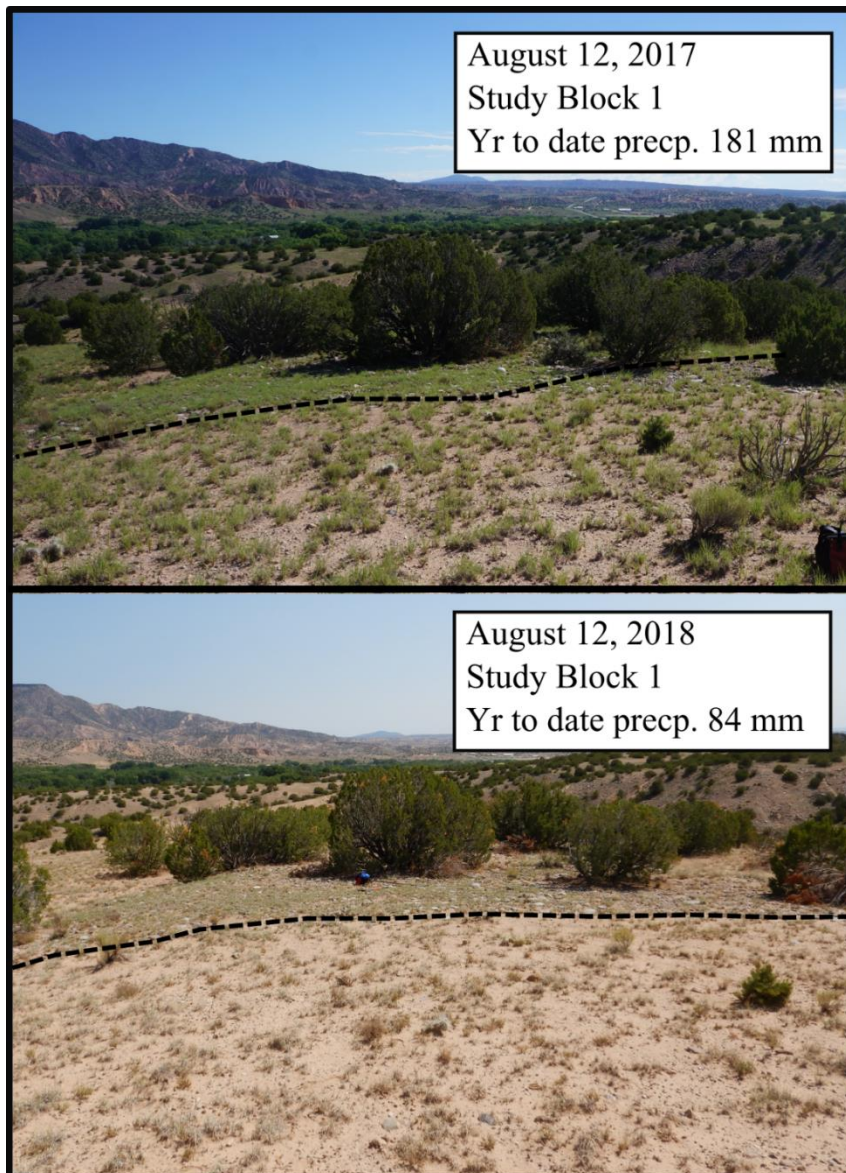 August 12, 2017
Study Block 1
Yr to date precp. 181 mm
August 12, 2018
Study Block 1
Yr to date precp. 84 mm